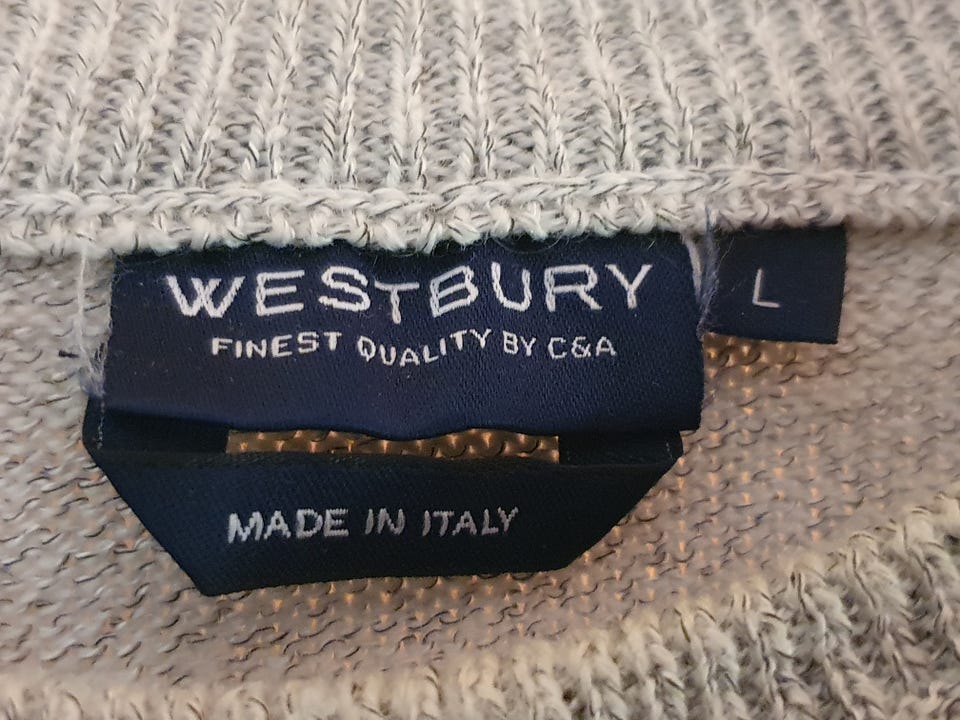 WESTBURY
FINEST QUALITY BY C&A
L
MADE IN ITALY